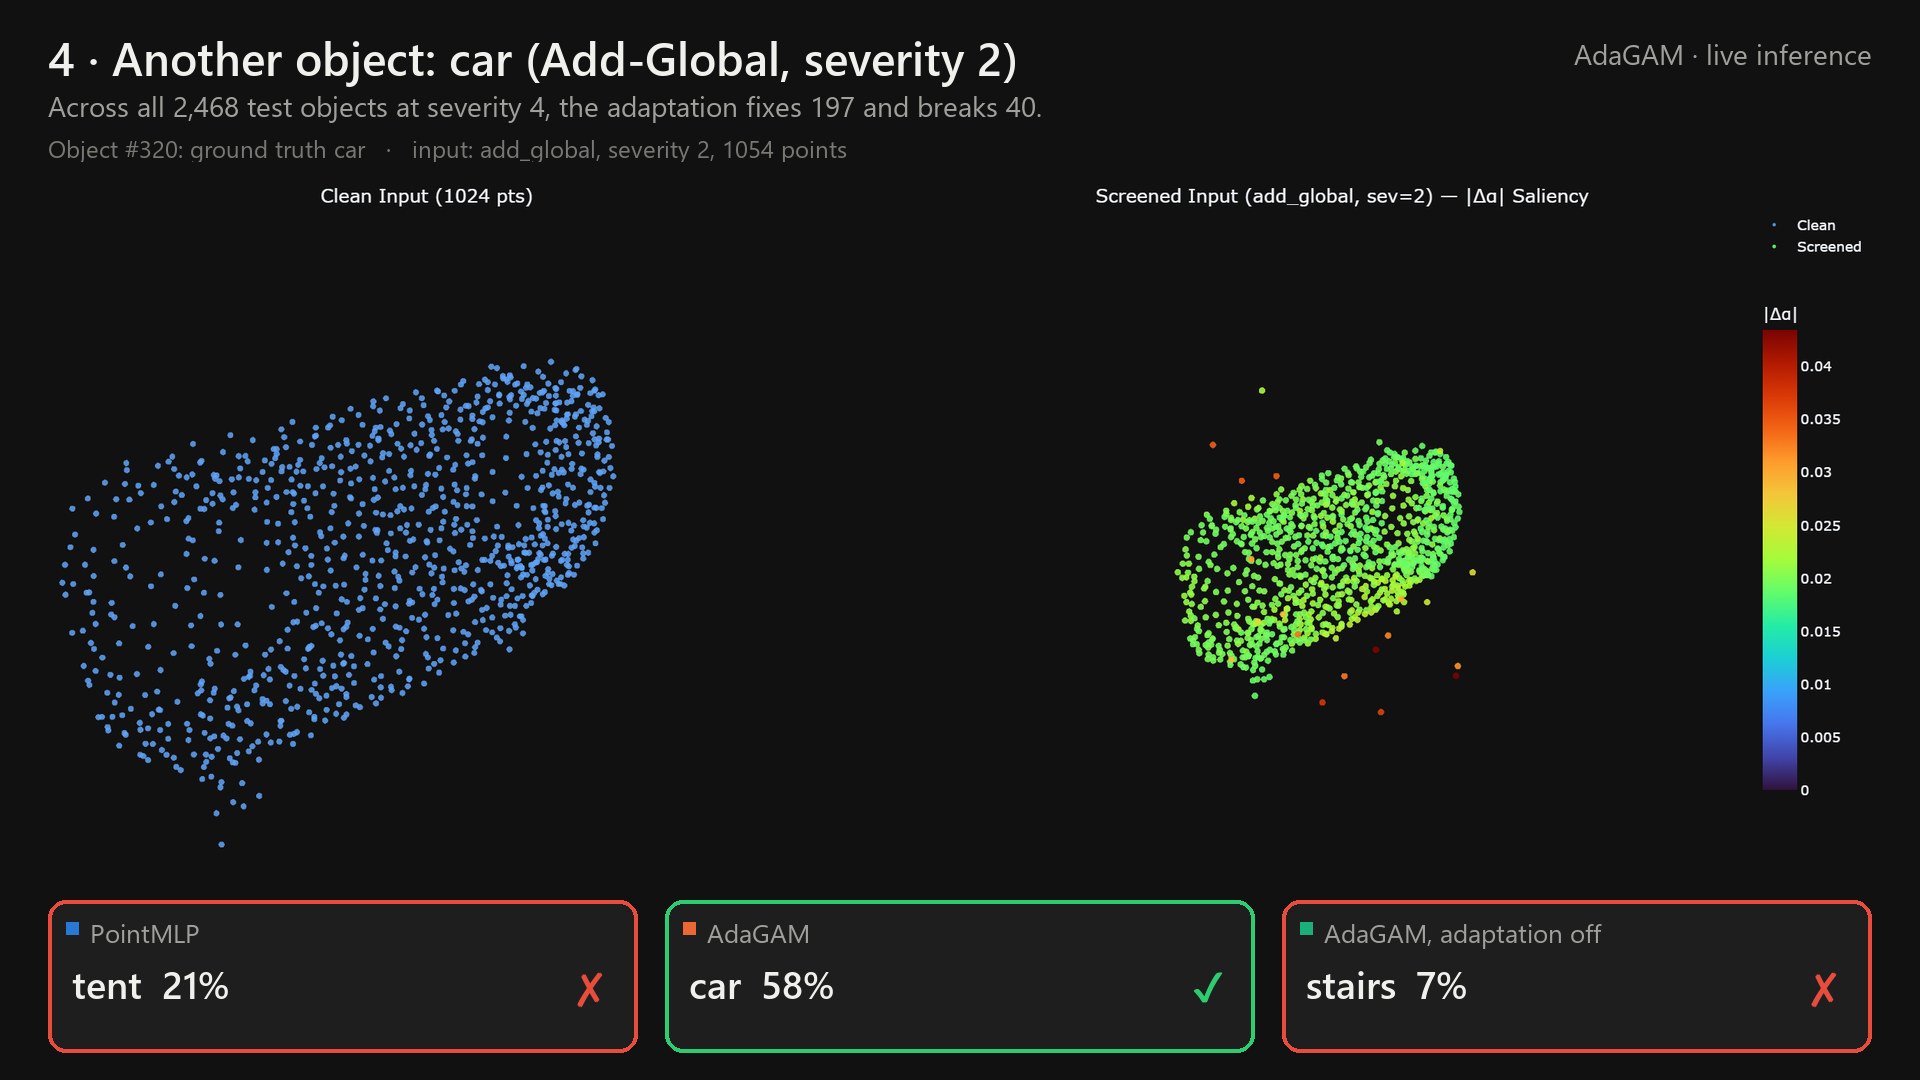 4 · Another object: car (Add-Global, severity 2)
AdaGAM · live inference
Across all 2,468 test objects at severity 4, the adaptation fixes 197 and breaks 40.
Object #320: ground truth car · input: add_global, severity 2, 1054 points
Clean Input (1024 pts)
Screened Input (add_global, sev=2) — |Δα| Saliency
Clean
Screened
|Δα|
0.04
0.035
0.03
0.025
0.02
0.015
0.01
0.005
0
PointMLP
tent 21%
✗
AdaGAM
car 58%
✓
AdaGAM, adaptation off
stairs 7%
✗